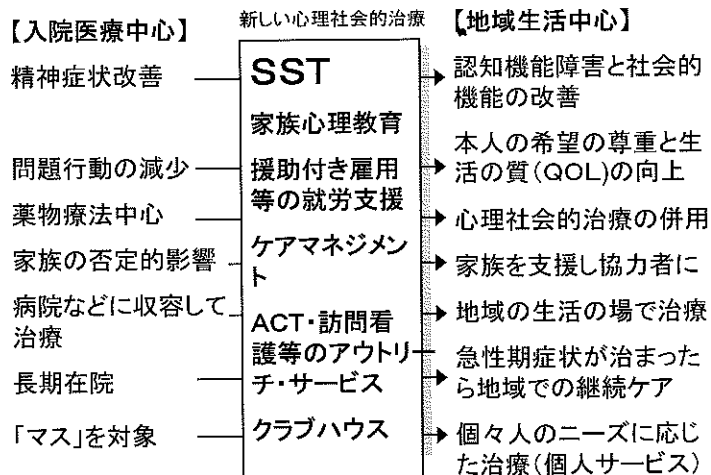 【入院医療中心】
精神症状改善
問題行動の減少
薬物療法中心
家族の否定的影響
病院などに収容して
治療
長期在院
「マス」を対象
新しい心理社会的治療
SST
家族心理教育
援助付き雇用
等の就労支援
ケアマネジメン
ト
ACT・訪問看
護等のアウトリ
チ・サービス
クラブハウス
【地域生活中心】
認知機能障害と社会的
機能の改善
本人の希望の尊重と生
活の質(QOL)の向上
心理社会的治療の併用
家族を支援し協力者に
地域の生活の場で治療
急性期症状が治まった
ら地域での継続ケア
個々人のニーズに応じ
た治療(個人サービス)